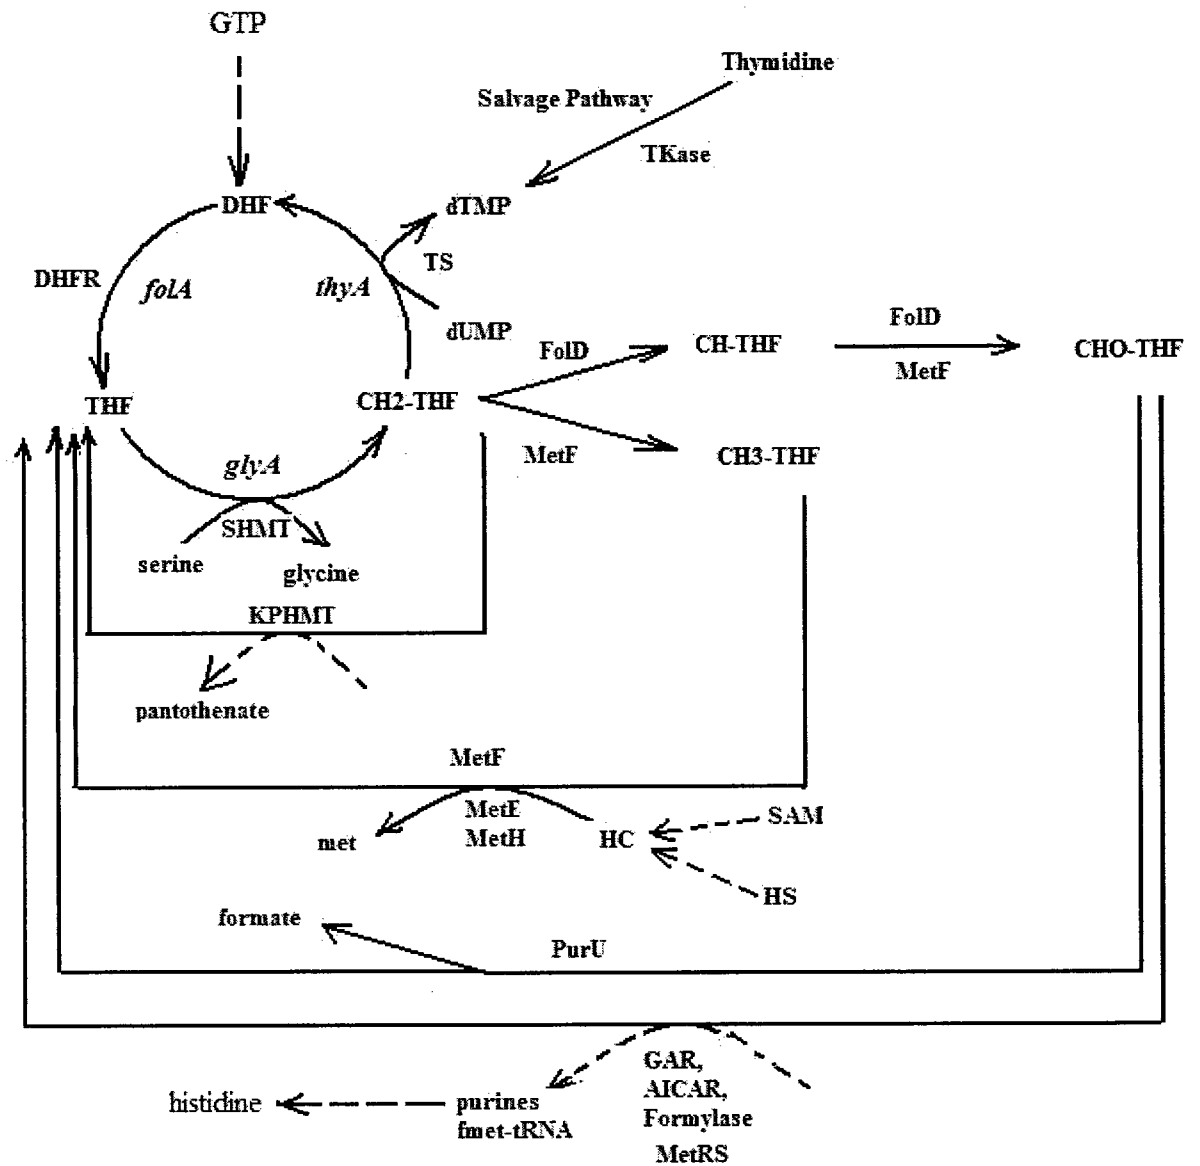 GTP
Thymidine
Salvage Pathway
TKase
DHF
dTMP
DHFR
folA
thyA
TS
dUMP
FolD
CH-THF
FolD
MetF
CHO-THF
THF
CH2-THF
MetF
CH3-THF
glyA
SHMT
serine
glycine
KPHMT
pantothenate
MetF
MetE
MetH
met
HC
SAM
HS
formate
PurU
GAR,
AICAR,
Formylase
MetRS
histidine
purines
fmet-tRNA